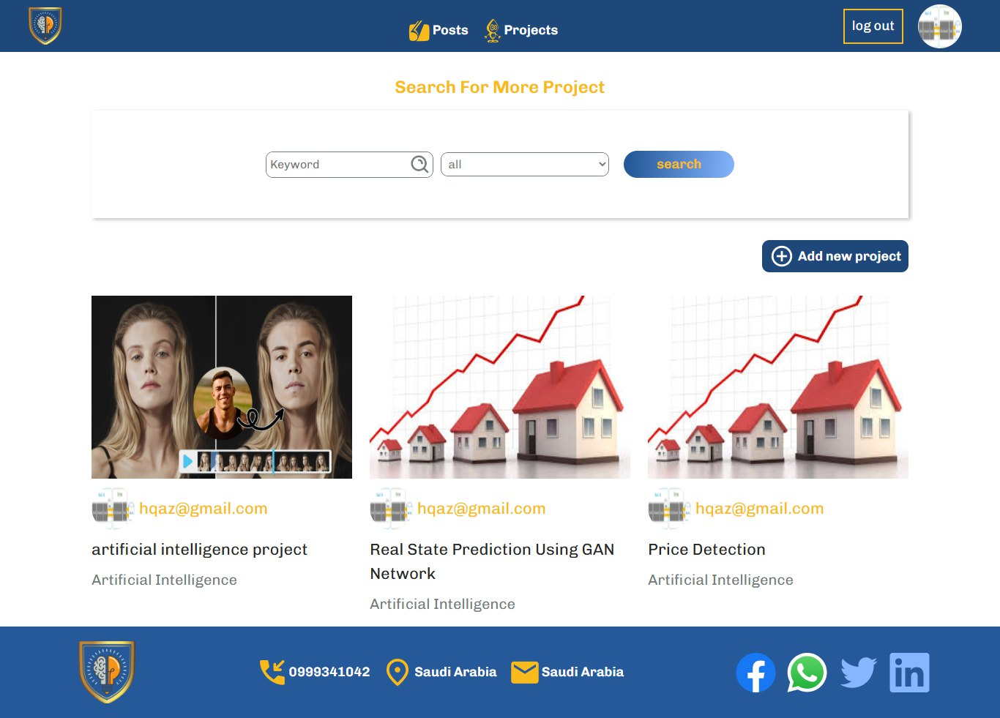 Posts
Projects
log out
Search For More Project
Keyword
all
search
Add new project
hqaz@gmail.com
artificial intelligence project
Artificial Intelligence
hqaz@gmail.com
Real State Prediction Using GAN
Network
Artificial Intelligence
hqaz@gmail.com
Price Detection
Artificial Intelligence
0999341042
Saudi Arabia
Saudi Arabia
in